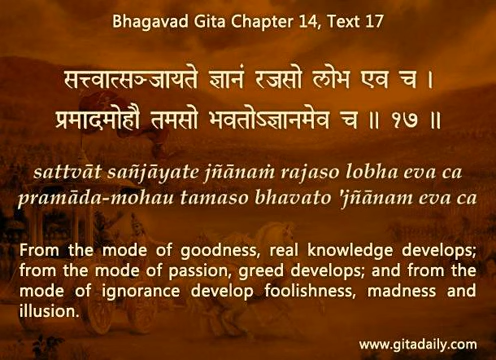 Bhagavad Gita Chapter 14, Text 17
सत्त्वात्सञ्जायते ज्ञानं रजसो लोभ एव च ।
प्रमादमोहौ तमसो भवतोऽज्ञानमेव च ॥ १७ ॥
sattvāt sañjāyate jñānaṁ rajaso lobha eva ca
pramāda-mohau tamaso bhavato 'jñānam eva ca
From the mode of goodness, real knowledge develops;
from the mode of passion, greed develops; and from the
mode of ignorance develop foolishness, madness and
illusion.
www.gitadaily.com